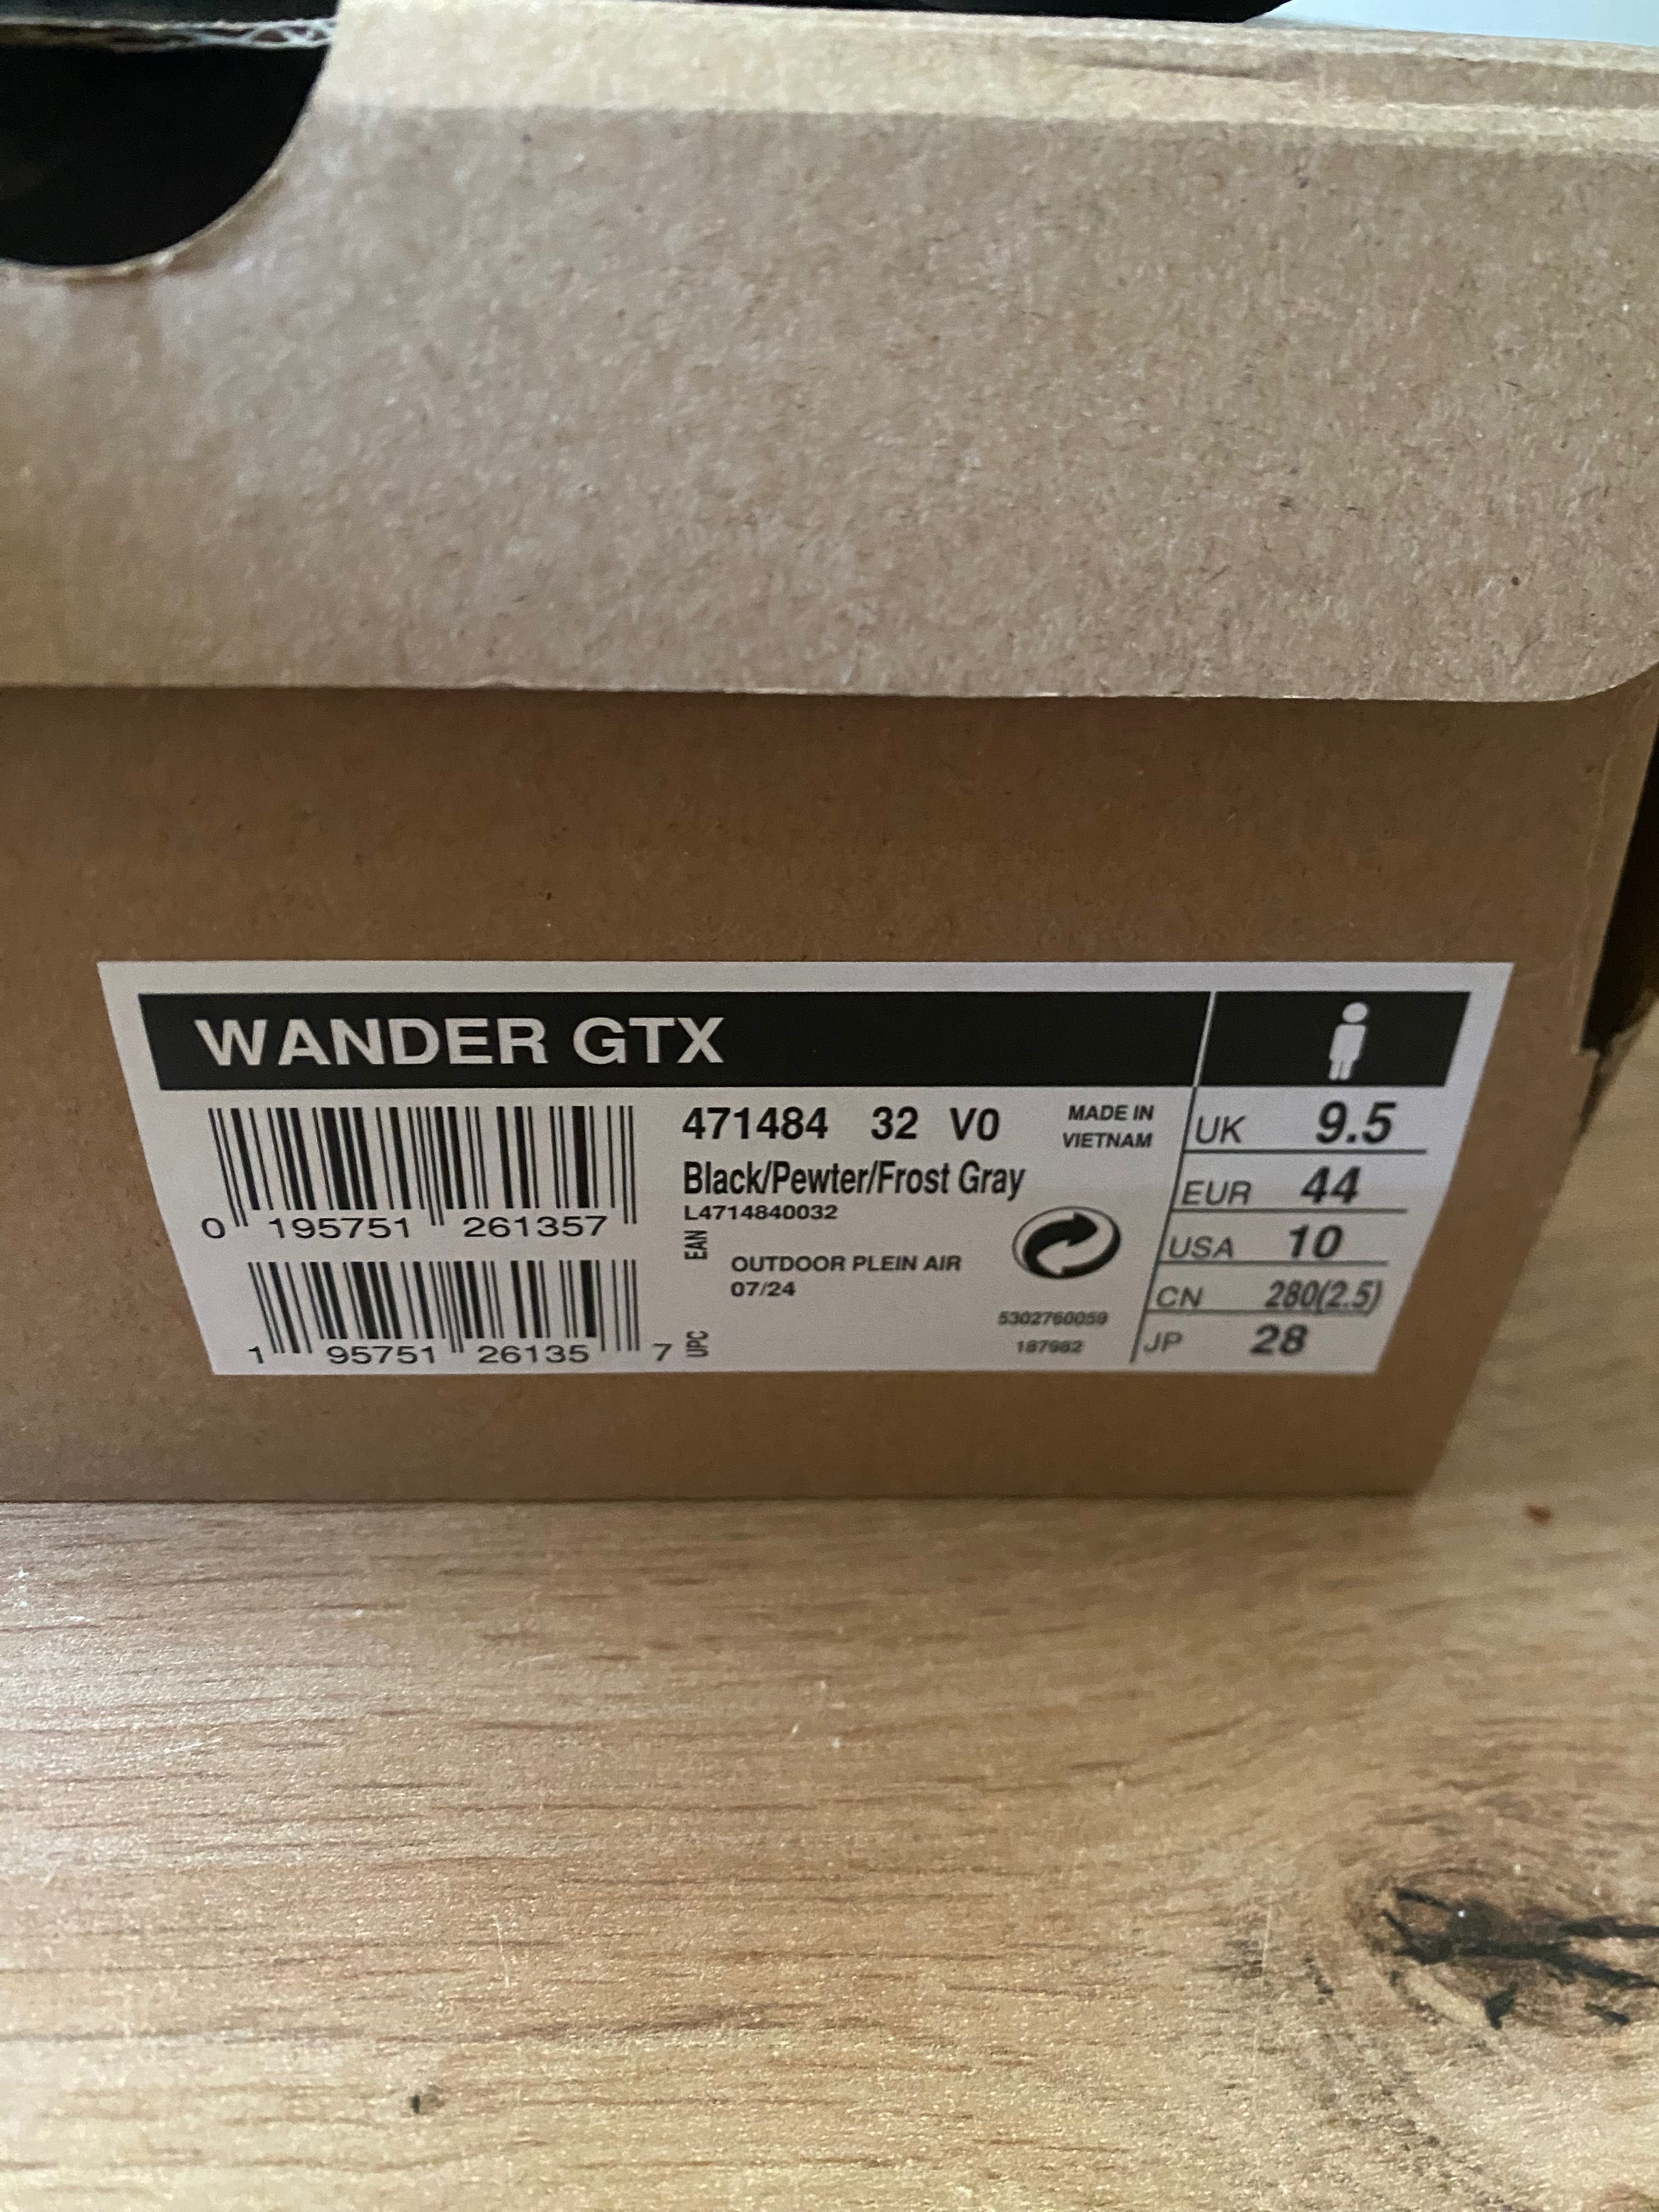 WANDER GTX
0 195751 261357
EAN
1 95751 26135 7
UPC
471484 32 V0
Black/Pewter/Frost Gray
L4714840032
OUTDOOR PLEIN AIR
07/24
MADE IN
VIETNAM
5302760059
187982
UK 9.5
EUR 44
USA 10
CN 280(2.5)
JP 28